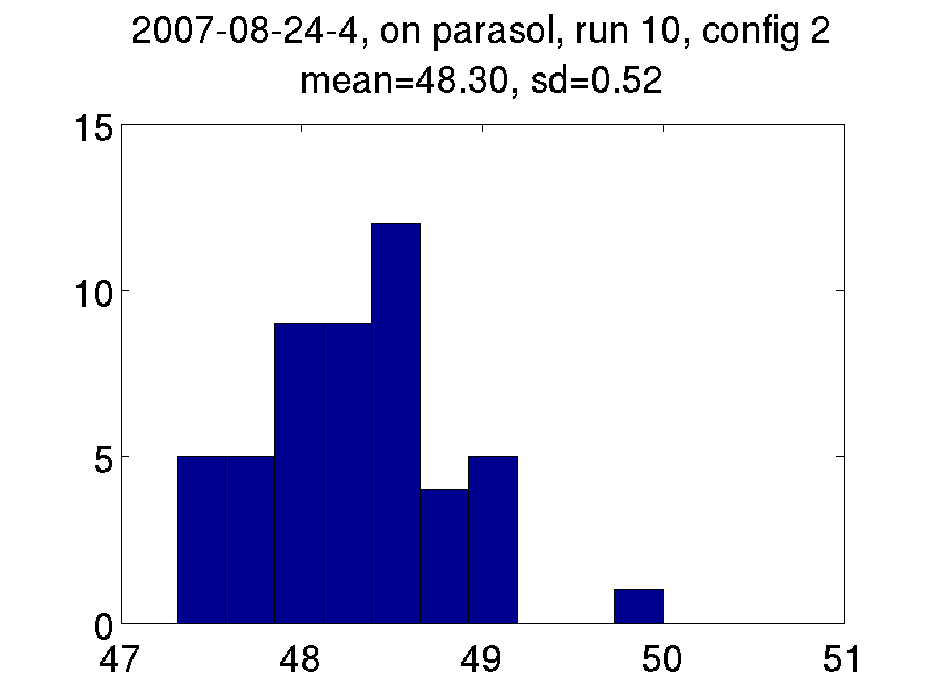 2007-08-24-4, on parasol, run 10, config 2
mean=48.30, sd=0.52
15
10
5
0
47 48 49 50 51